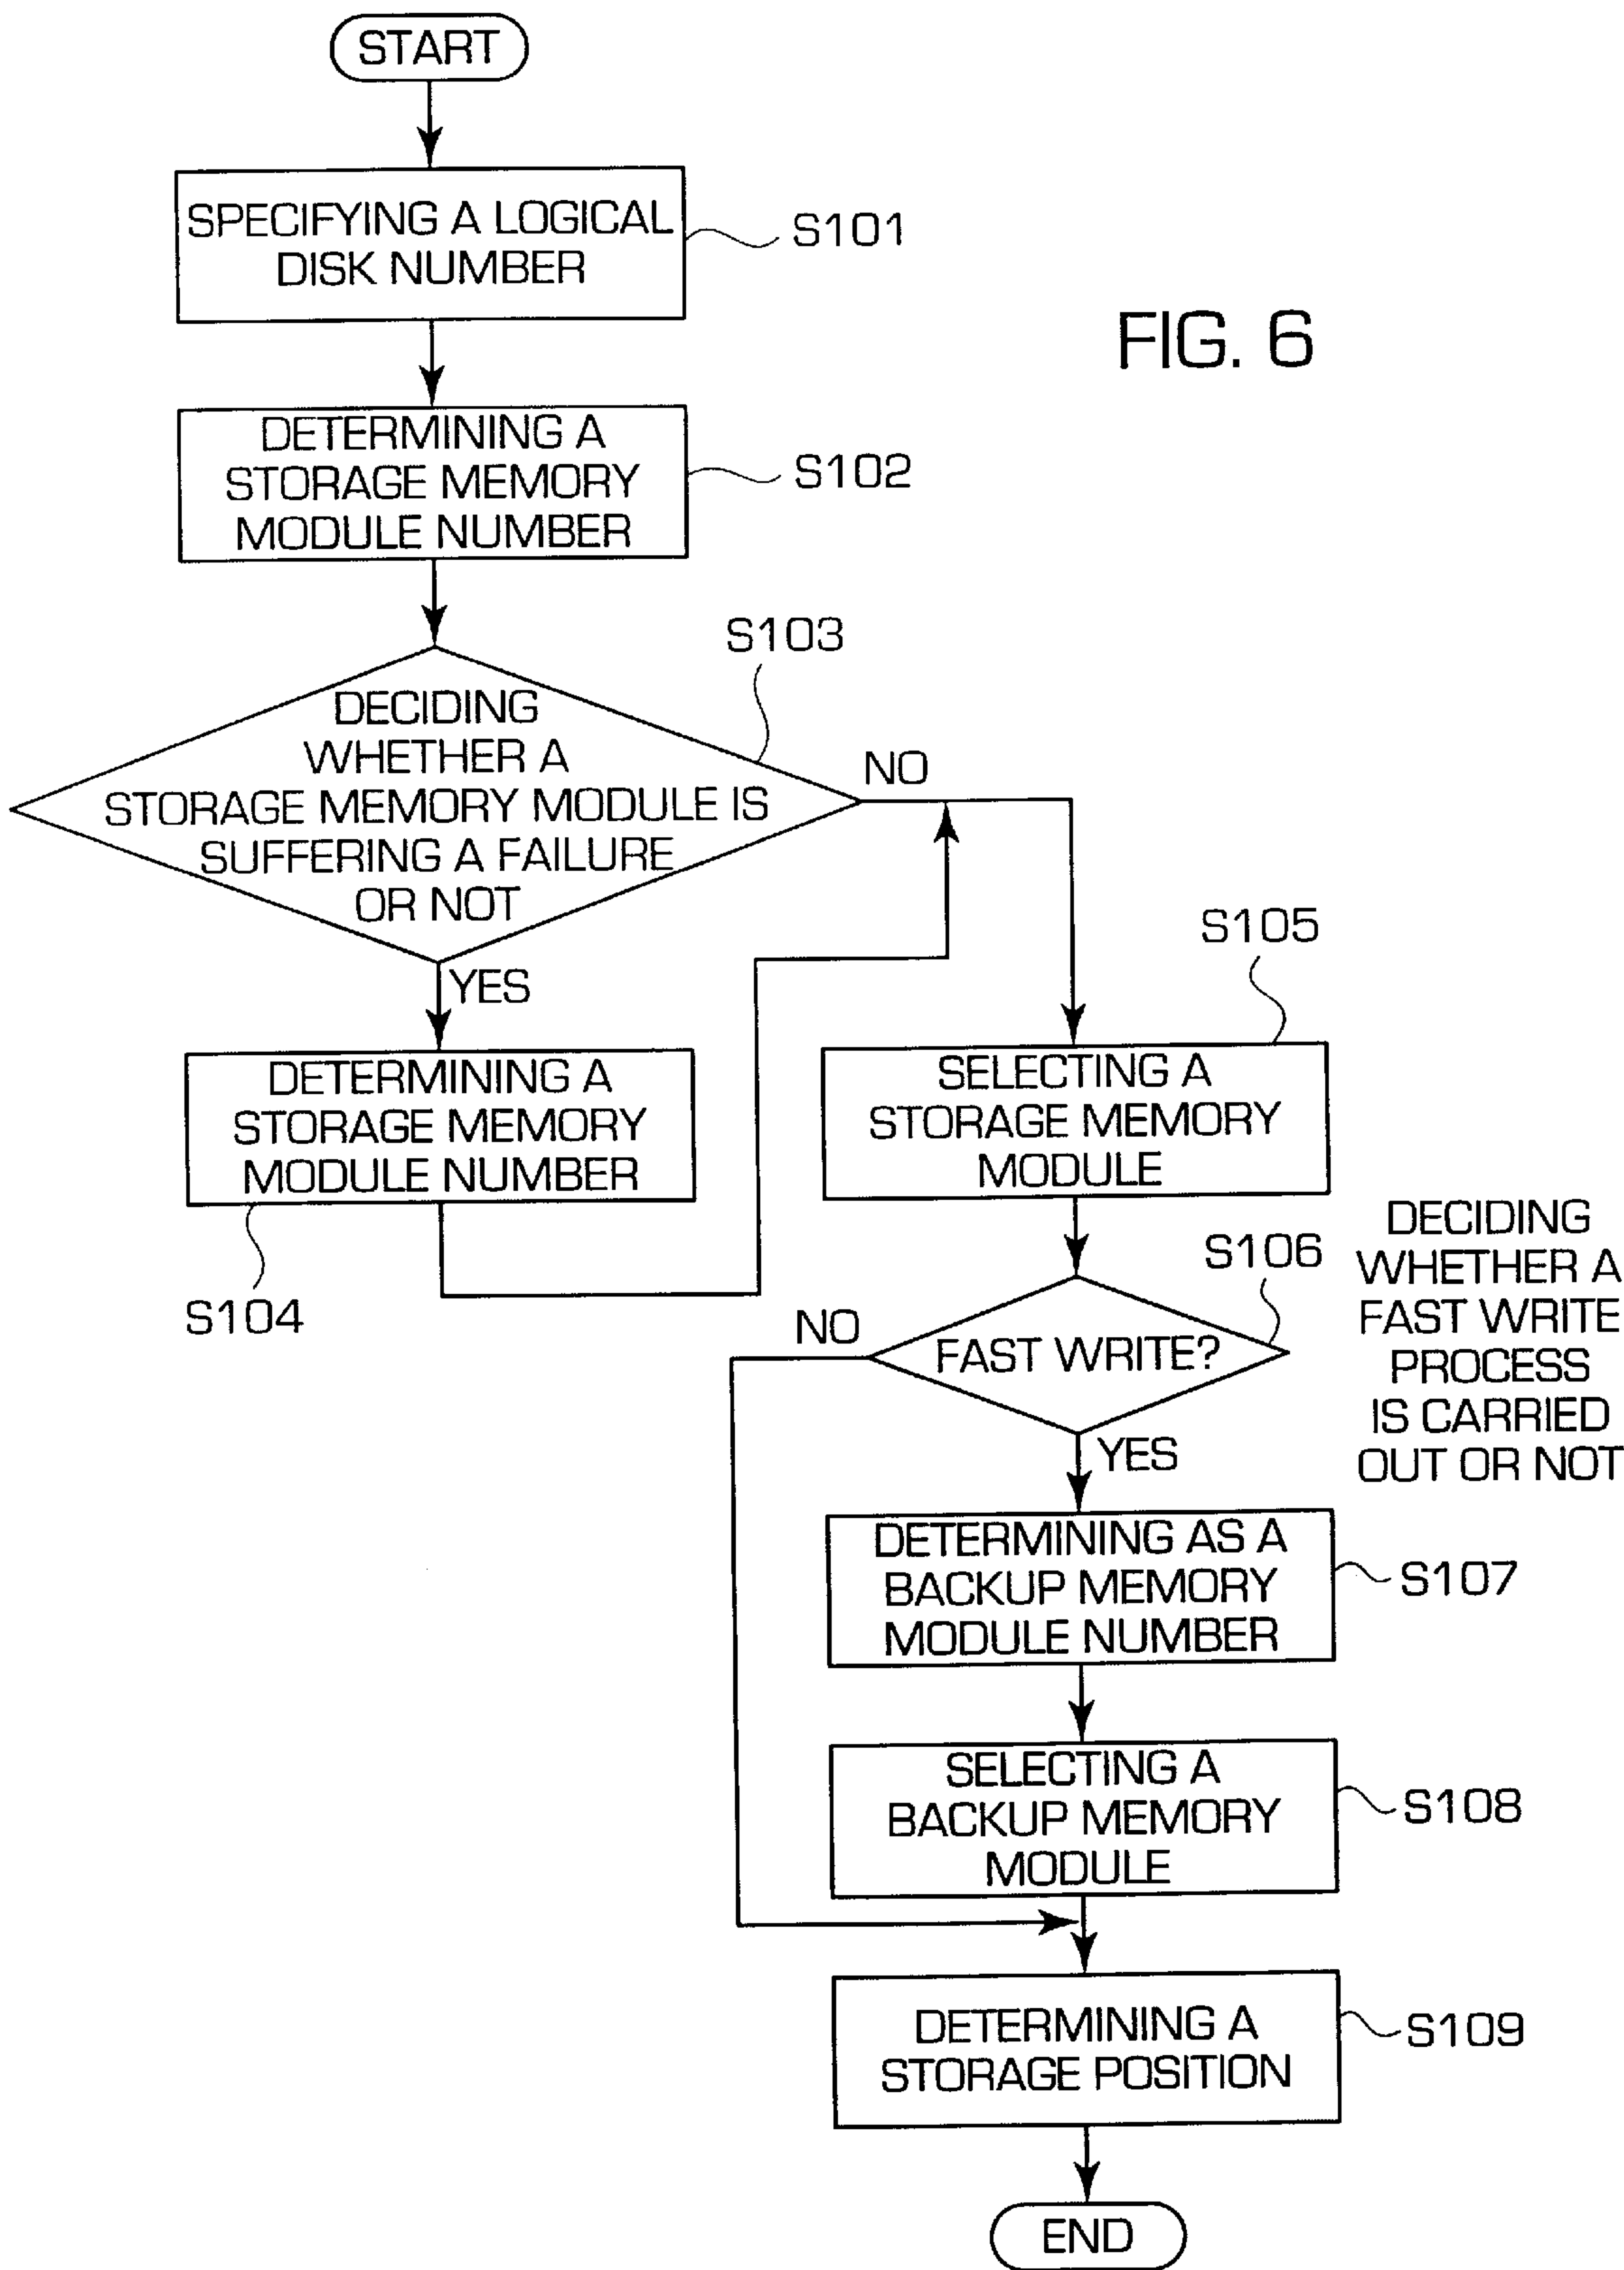 START
SPECIFYING A LOGICAL
DISK NUMBER
S101
FIG. 6
DETERMINING A
STORAGE MEMORY
MODULE NUMBER
S102
S103
DECIDING
WHETHER A
STORAGE MEMORY MODULE IS
SUFFERING A FAILURE
OR NOT
NO
YES
DETERMINING A
STORAGE MEMORY
MODULE NUMBER
S104
S105
SELECTING A
STORAGE MEMORY
MODULE
S106
FAST WRITE?
DECIDING
WHETHER A
FAST WRITE
PROCESS
IS CARRIED
OUT OR NOT
NO
YES
DETERMINING AS A
BACKUP MEMORY
MODULE NUMBER
S107
SELECTING A
BACKUP MEMORY
MODULE
S108
DETERMINING A
STORAGE POSITION
S109
END